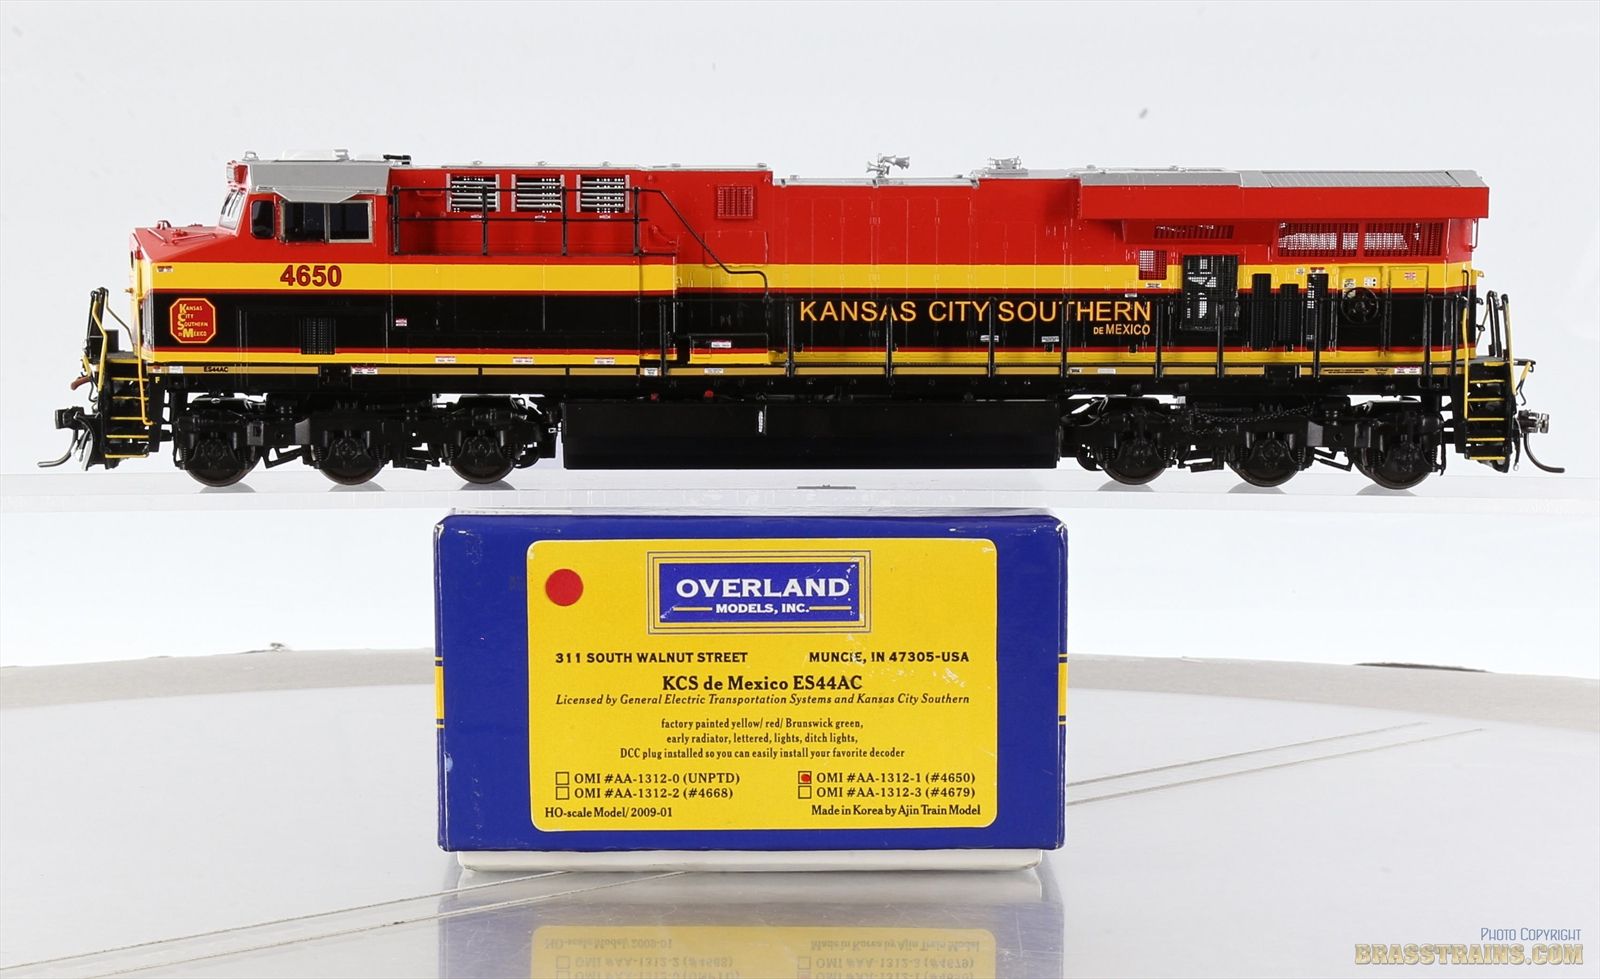 4650
KANSAS
CITY
SOUTHERN
DE MEXICO
KANSAS CITY SOUTHERN
DE MEXICO
ES44AC
F
OVERLAND
MODELS, INC.
311 SOUTH WALNUT STREET MUNCIE, IN 47305-USA
KCS de Mexico ES44AC
Licensed by General Electric Transportation Systems and Kansas City Southern
factory painted yellow/ red/ Brunswick green,
early radiator, lettered, lights, ditch lights,
DCC plug installed so you can easily install your favorite decoder
OMI #AA-1312-0 (UNPTD) OMI #AA-1312-1 (#4650)
OMI #AA-1312-2 (#4668) OMI #AA-1312-3 (#4679)
HO-scale Model/ 2009-01 Made in Korea by Ajin Train Model
PHOTO COPYRIGHT
BRASSTRAINS.COM